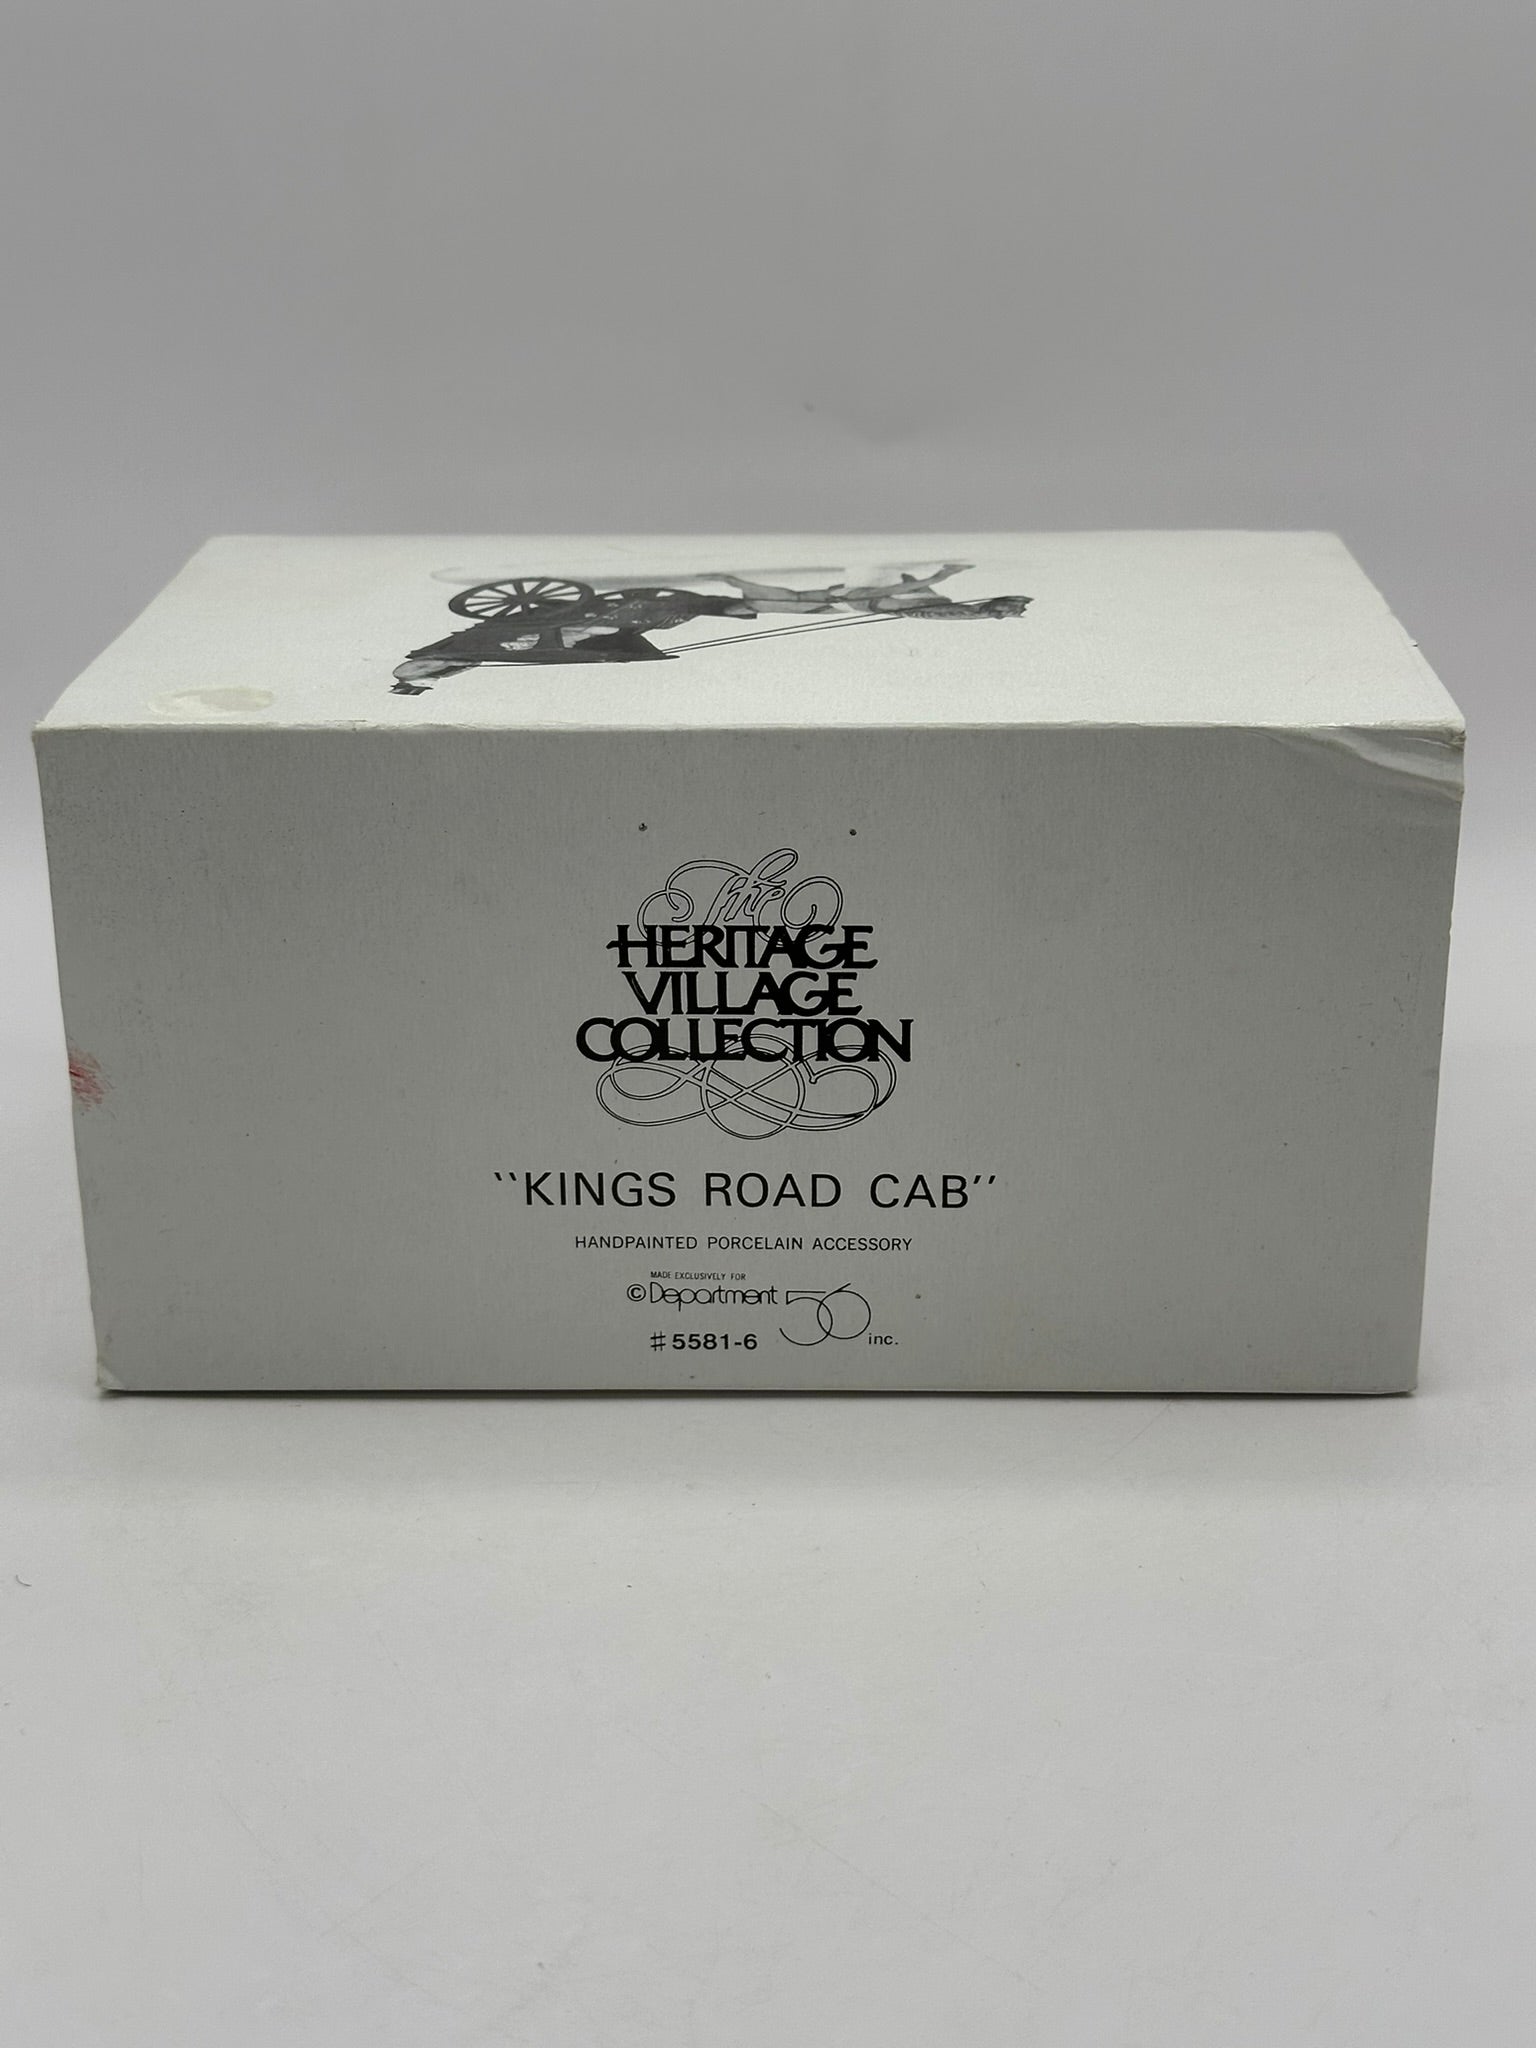 The
HERITAGE
VILLAGE
COLLECTION
"KINGS ROAD CAB"
HANDPAINTED PORCELAIN ACCESSORY
MADE EXCLUSIVELY FOR
©Department 56 inc.
#5581-6